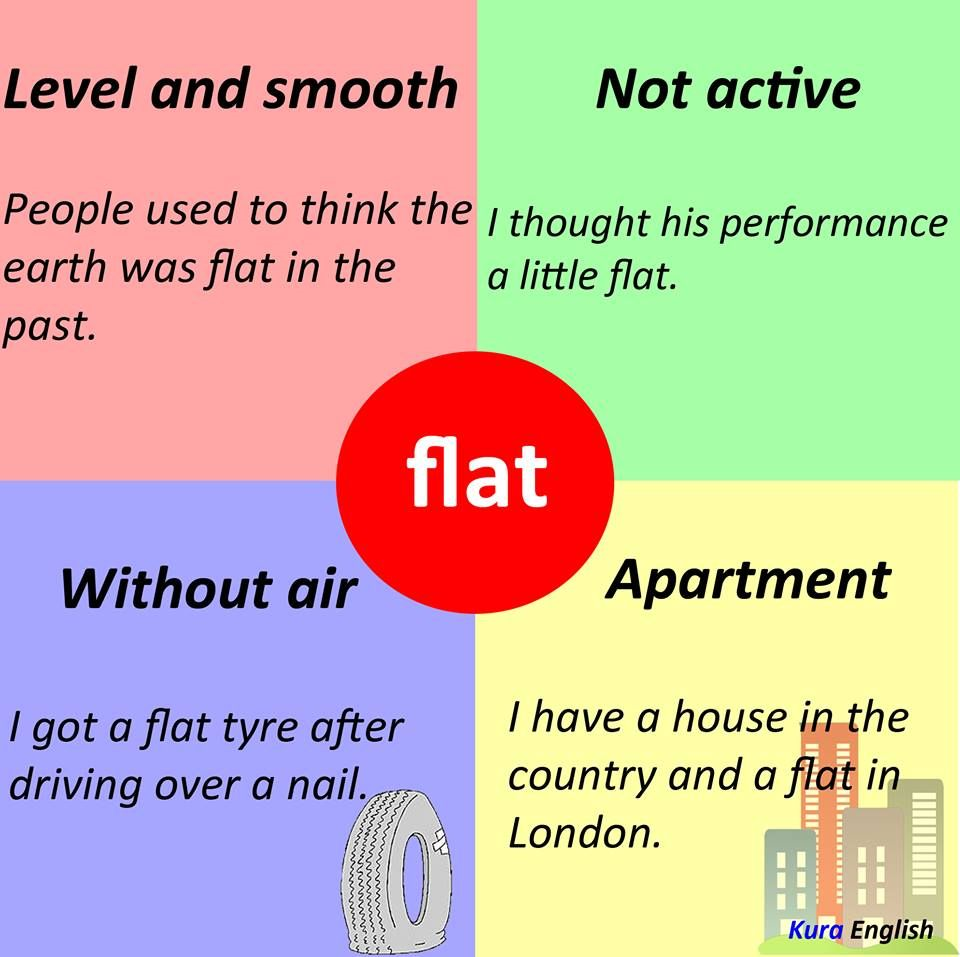 Level and smooth
People used to think the
earth was flat in the
past.
Not active
I thought his performance
a little flat.
flat
Without air
I got a flat tyre after
driving over a nail.
Apartment
I have a house in the
country and a flat in
London.
Kura English